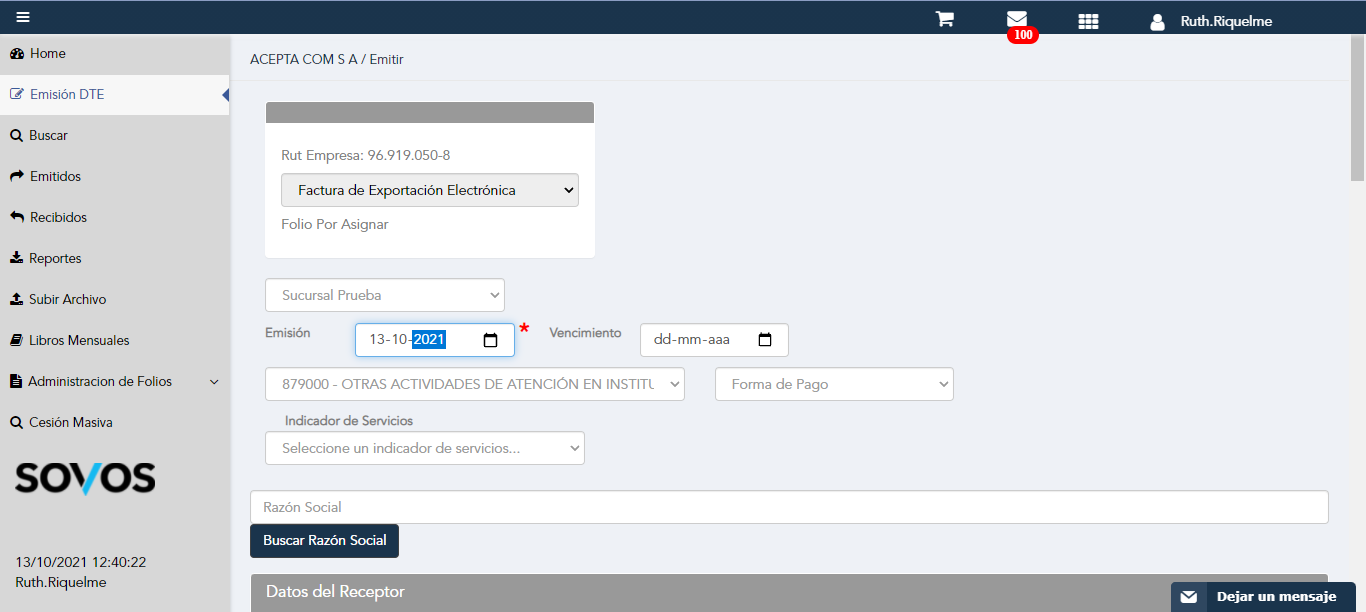 Ruth.Riquelme
100
Home
Emisión DTE
Buscar
Emitidos
Recibidos
Reportes
Subir Archivo
Libros Mensuales
Administracion de Folios
Cesión Masiva
SOVOS
13/10/2021 12:40:22
Ruth.Riquelme
ACEPTA COM S A / Emitir
Rut Empresa: 96.919.050-8
Factura de Exportación Electrónica
Folio Por Asignar
Sucursal Prueba
Emisión 13-10-2021 * Vencimiento dd-mm-aaa
879000 - OTRAS ACTIVIDADES DE ATENCIÓN EN INSTITU Forma de Pago
Indicador de Servicios
Seleccione un indicador de servicios...
Razón Social
Buscar Razón Social
Datos del Receptor
Dejar un mensaje